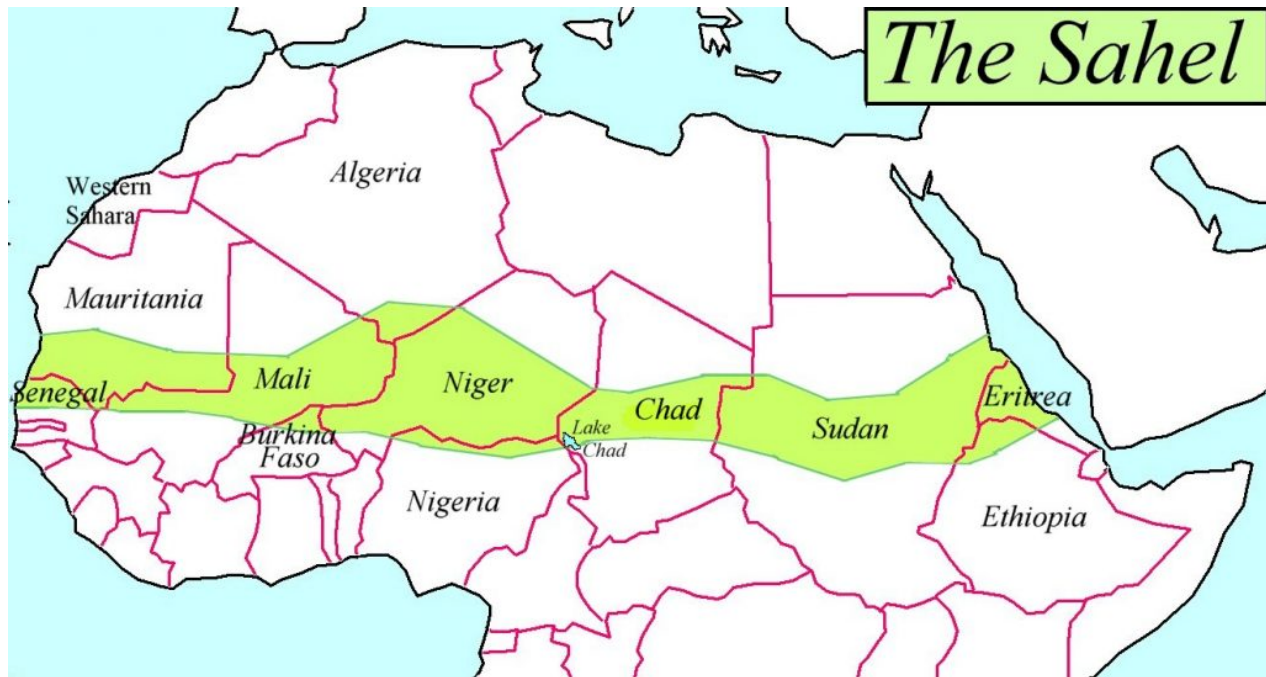 The Sahel
Algeria
Western
Sahara
Mauritania
Senegal
Mali
Niger
Chad
Sudan
Eritrea
Burkina
Faso
Lake
Chad
Nigeria
Ethiopia